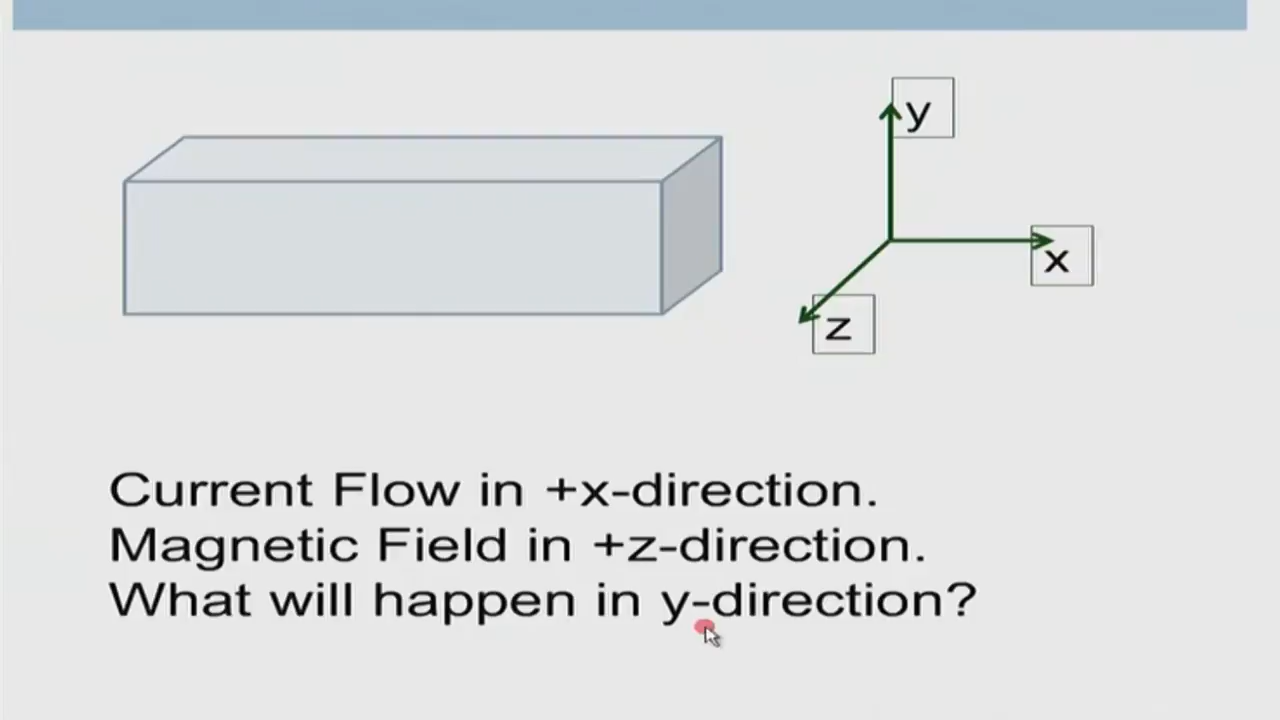 y
x
z
Current Flow in +x-direction.
Magnetic Field in +z-direction.
What will happen in y-direction?